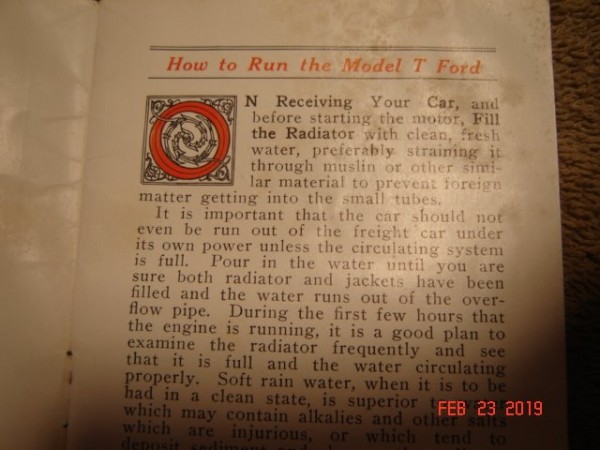 How to Run the Model T Ford
ON Receiving Your Car, and
before starting the motor, Fill
the Radiator with clean, fresh
water, preferably straining it
through muslin or other simi-
lar material to prevent foreign
matter getting into the small tubes.
It is important that the car should not
even be run out of the freight car under
its own power unless the circulating system
is full. Pour in the water until you are
sure both radiator and jackets have been
filled and the water runs out of the over-
flow pipe. During the first few hours that
the engine is running, it is a good plan to
examine the radiator frequently and see
that it is full and the water circulating
properly. Soft rain water, when it is to be
had in a clean state, is superior to water
which may contain alkalies and other salts
which are injurious, or which tend to
deposit sediment and
FEB 23 2019